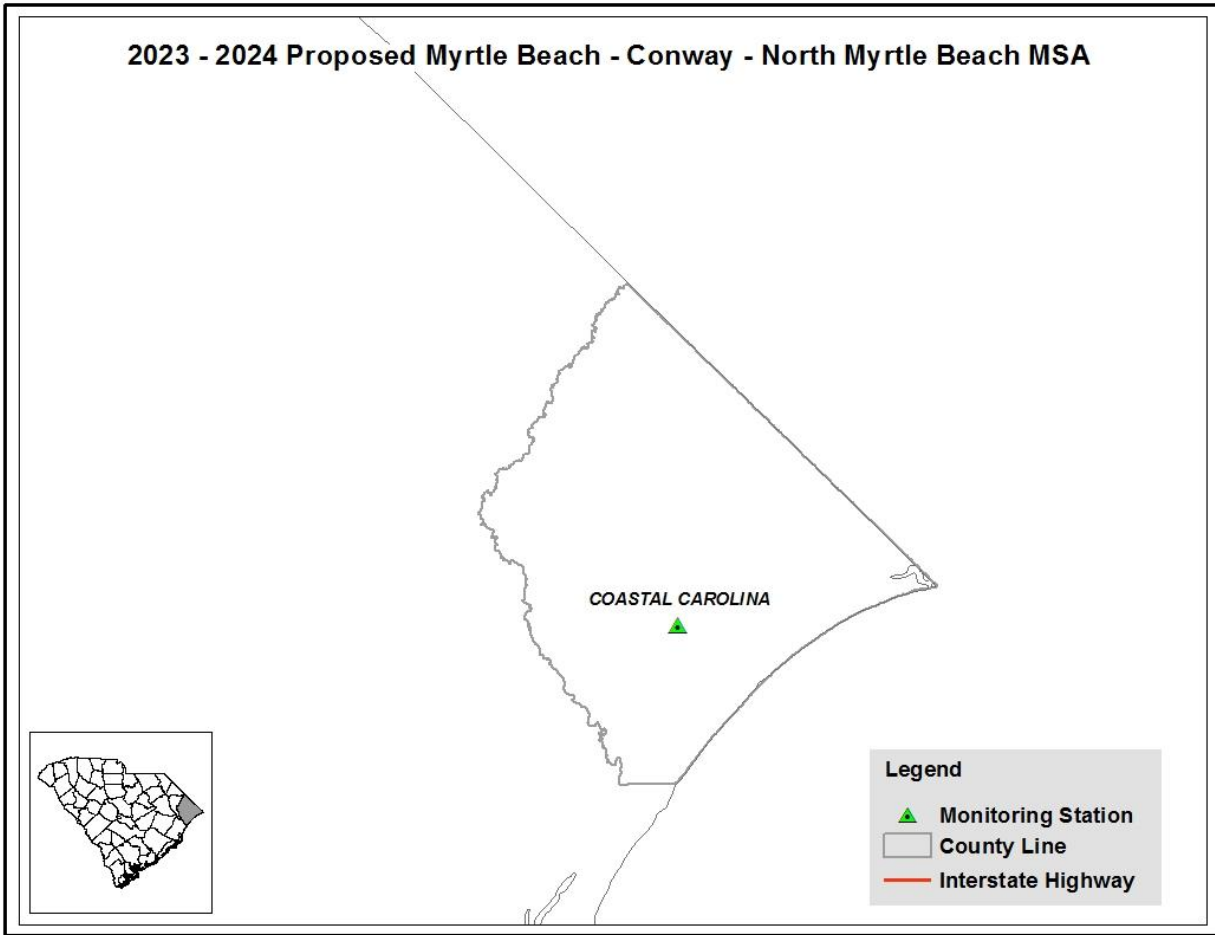 2023 - 2024 Proposed Myrtle Beach - Conway - North Myrtle Beach MSA
COASTAL CAROLINA
Legend
Monitoring Station
County Line
Interstate Highway